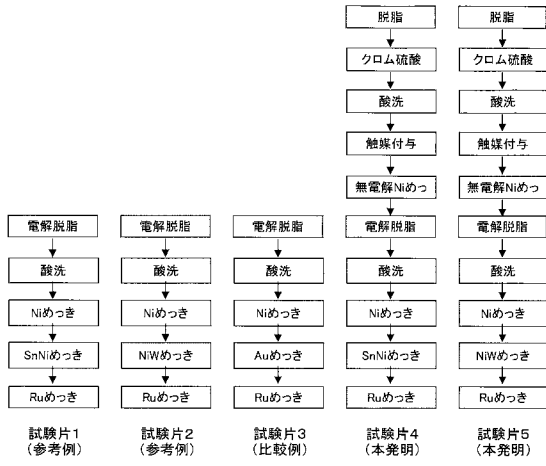 脱脂
クロム硫酸
酸洗
触媒付与
無電解Niめっ
電解脱脂
酸洗
Niめっき
SnNiめっき
Ruめっき
試験片4
(本発明)
脱脂
クロム硫酸
酸洗
触媒付与
無電解Niめっ
電解脱脂
酸洗
Niめっき
NiWめっき
Ruめっき
試験片5
(本発明)
電解脱脂
酸洗
Niめっき
SnNiめっき
Ruめっき
試験片1
(参考例)
電解脱脂
酸洗
Niめっき
NiWめっき
Ruめっき
試験片2
(参考例)
電解脱脂
酸洗
Niめっき
Auめっき
Ruめっき
試験片3
(比較例)